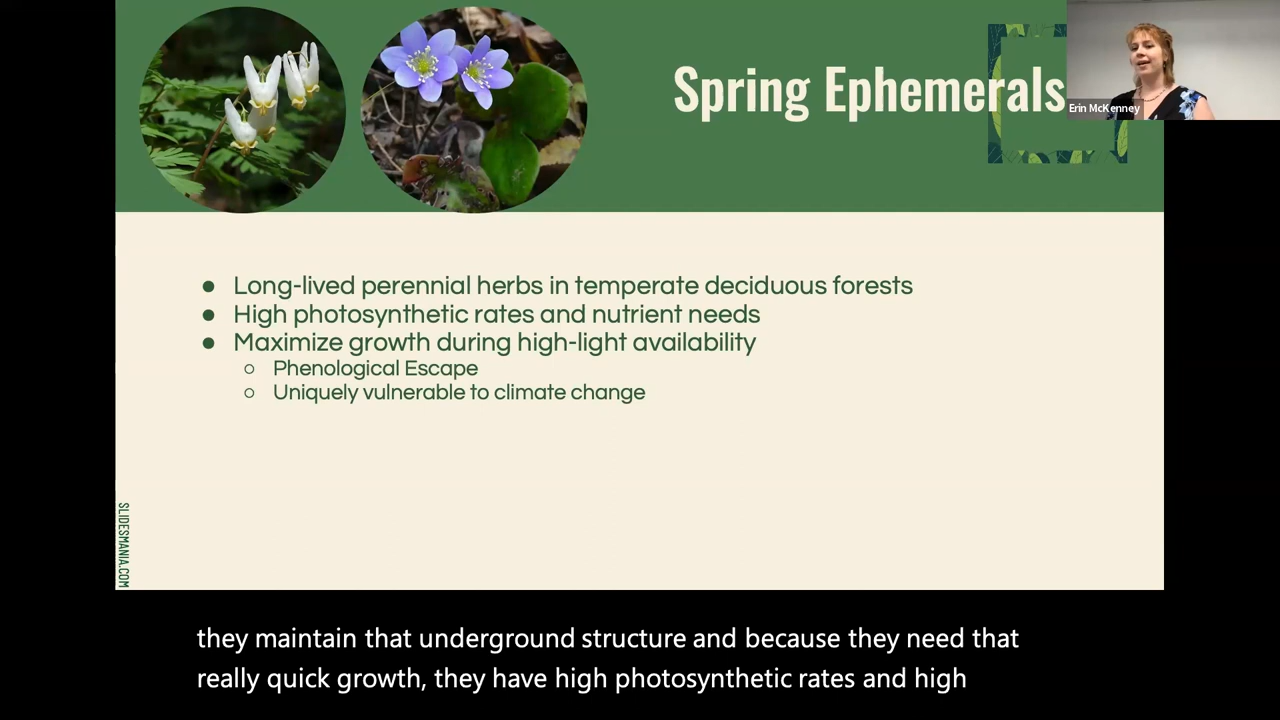 Spring Ephemerals
Erin McKenney
● Long-lived perennial herbs in temperate deciduous forests
● High photosynthetic rates and nutrient needs
● Maximize growth during high-light availability
○ Phenological Escape
○ Uniquely vulnerable to climate change
SLIDESMANIA.COM
they maintain that underground structure and because they need that
really quick growth, they have high photosynthetic rates and high